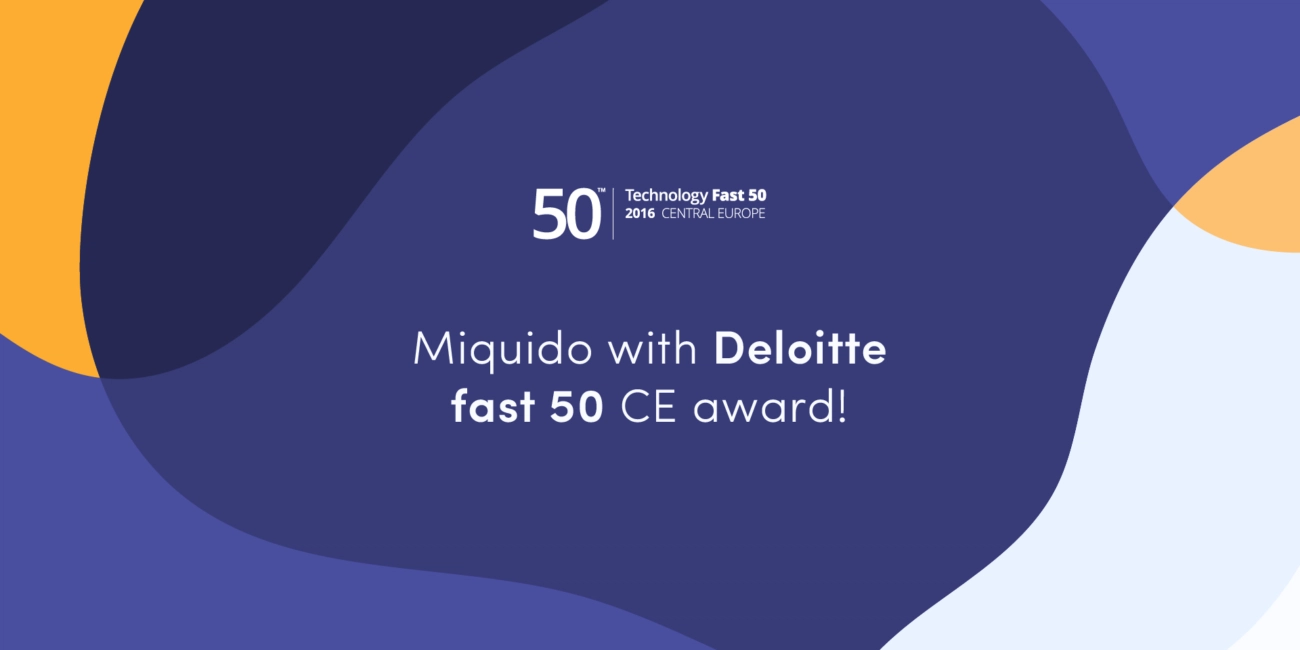 50™
Technology Fast 50
2016 CENTRAL EUROPE
Miquido with Deloitte
fast 50 CE award!